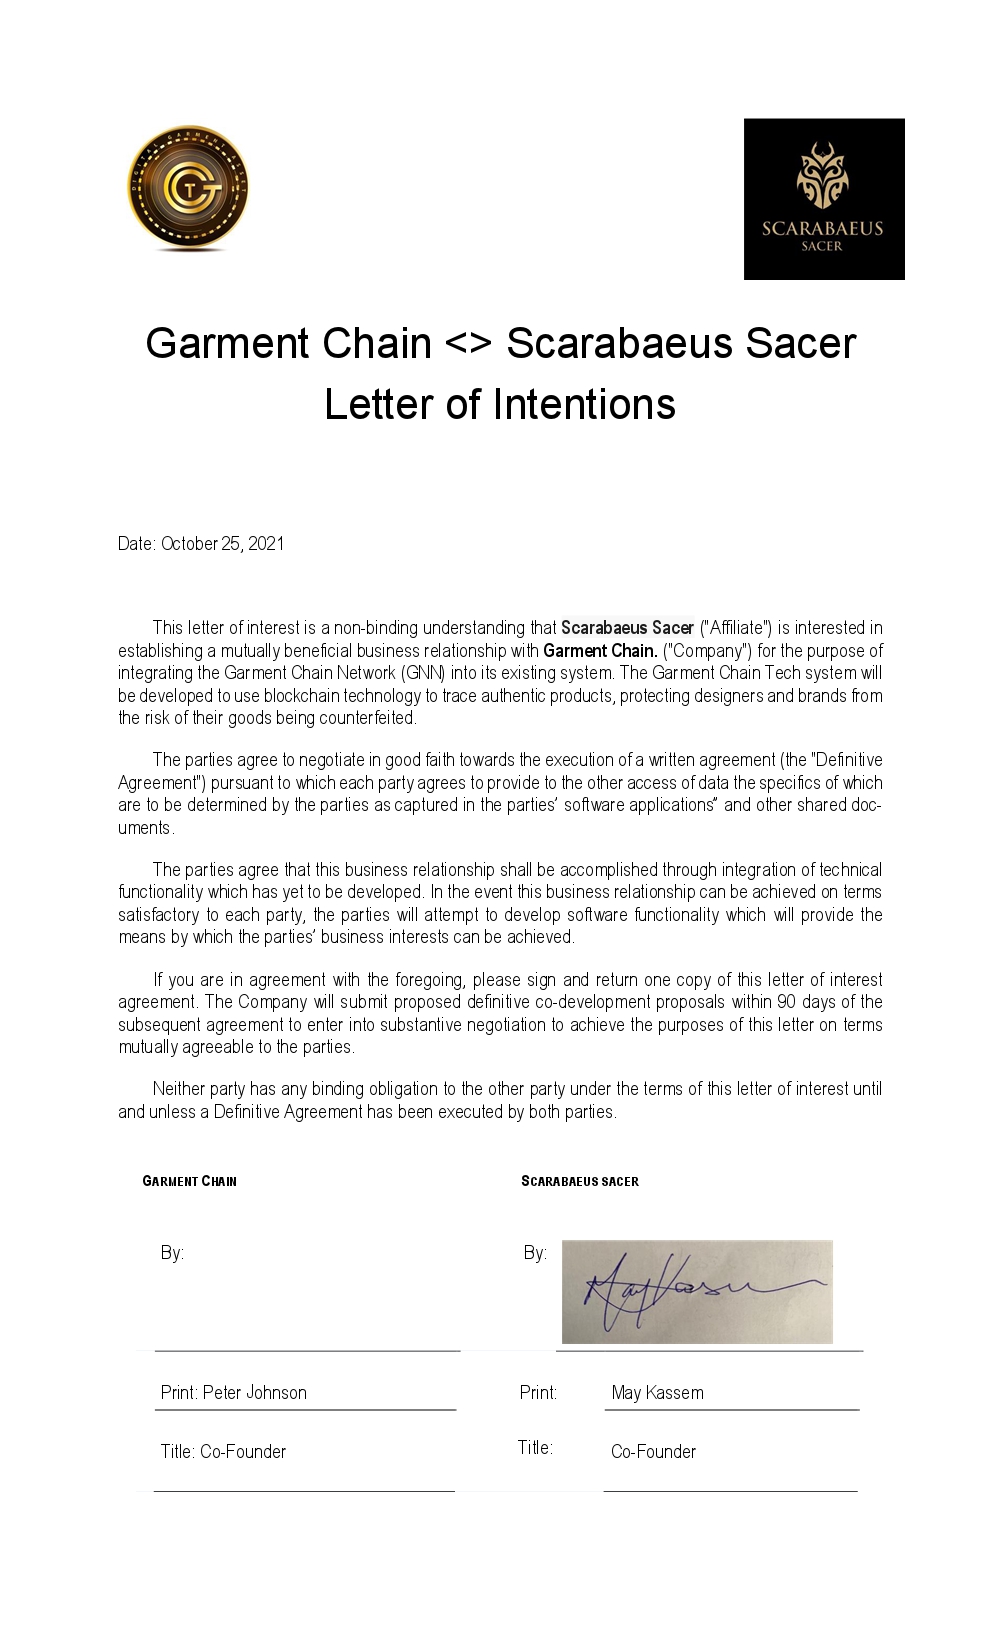 DIGITAL GARMENT ASSET
GCT
SCARABAEUS
SACER
Garment Chain <> Scarabaeus Sacer
Letter of Intentions
Date: October 25, 2021
This letter of interest is a non-binding understanding that Scarabaeus Sacer ("Affiliate") is interested in
establishing a mutually beneficial business relationship with Garment Chain. ("Company") for the purpose of
integrating the Garment Chain Network (GNN) into its existing system. The Garment Chain Tech system will
be developed to use blockchain technology to trace authentic products, protecting designers and brands from
the risk of their goods being counterfeited.
The parties agree to negotiate in good faith towards the execution of a written agreement (the "Definitive
Agreement") pursuant to which each party agrees to provide to the other access of data the specifics of which
are to be determined by the parties as captured in the parties’ software applications” and other shared doc-
uments.
The parties agree that this business relationship shall be accomplished through integration of technical
functionality which has yet to be developed. In the event this business relationship can be achieved on terms
satisfactory to each party, the parties will attempt to develop software functionality which will provide the
means by which the parties’ business interests can be achieved.
If you are in agreement with the foregoing, please sign and return one copy of this letter of interest
agreement. The Company will submit proposed definitive co-development proposals within 90 days of the
subsequent agreement to enter into substantive negotiation to achieve the purposes of this letter on terms
mutually agreeable to the parties.
Neither party has any binding obligation to the other party under the terms of this letter of interest until
and unless a Definitive Agreement has been executed by both parties.
GARMENT CHAIN
SCARABAEUS SACER
By:
By: May Kassem
Print: Peter Johnson
Print: May Kassem
Title: Co-Founder
Title: Co-Founder